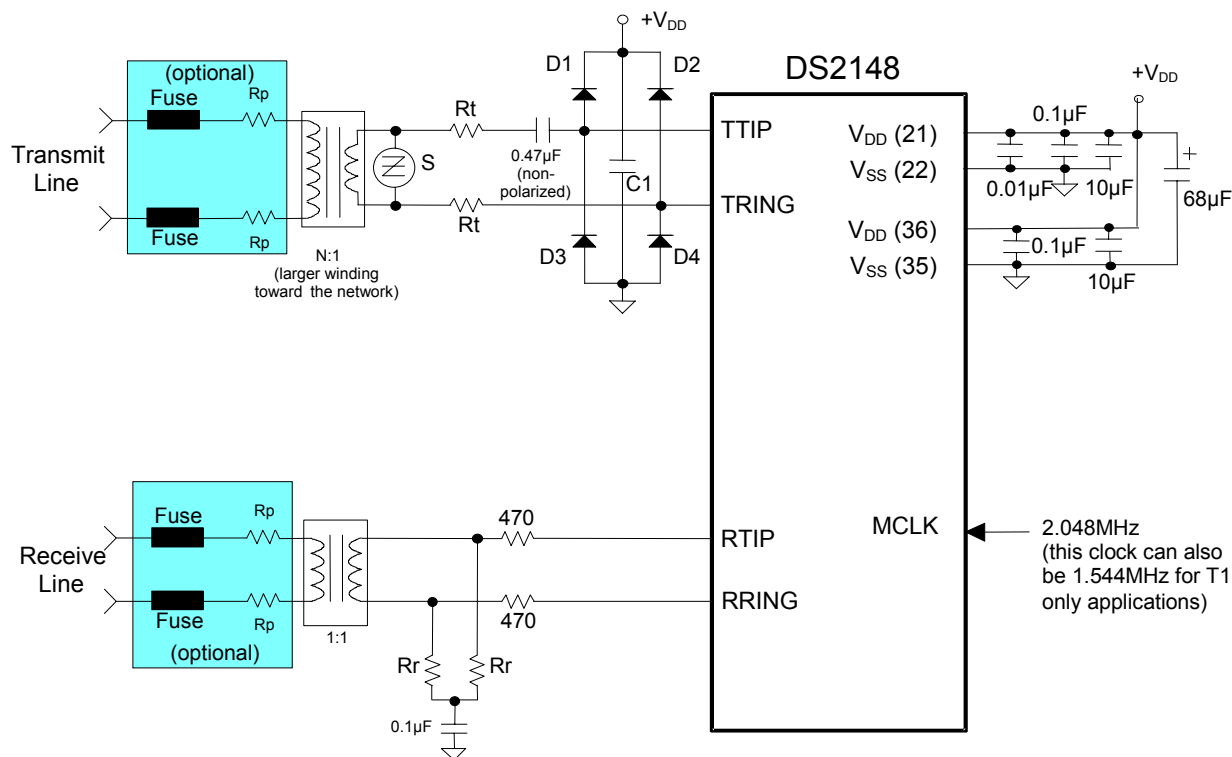 +VDD
(optional)
Fuse
Rp
Transmit
Line
Fuse
Rp
N:1
(larger winding
toward the network)
S
Rt
Rt
0.47µF
(non-
polarized)
D1
D2
C1
D3
D4
DS2148
TTIP
TRING
VDD (21)
VSS (22)
VDD (36)
VSS (35)
+VDD
0.1µF
0.01µF
10µF
+
68µF
0.1µF
10µF
Receive
Line
Fuse
Rp
Fuse
Rp
(optional)
1:1
470
470
Rr
Rr
0.1µF
RTIP
RRING
MCLK
2.048MHz
(this clock can also
be 1.544MHz for T1
only applications)